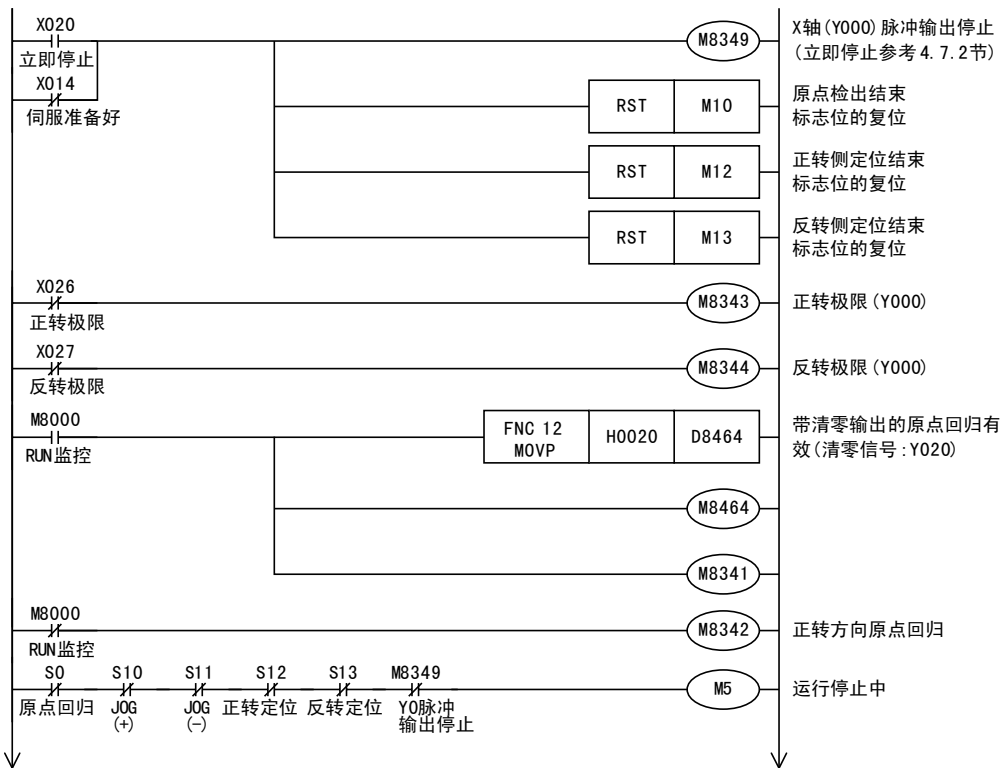 X020
立即停止
X014
伺服准备好
M8349
X轴(Y000)脉冲输出停止
(立即停止参考4.7.2节)
RST M10
原点检出结束
标志位的复位
RST M12
正转侧定位结束
标志位的复位
RST M13
反转侧定位结束
标志位的复位
X026
正转极限
M8343
正转极限(Y000)
X027
反转极限
M8344
反转极限(Y000)
M8000
RUN监控
FNC 12
MOVP
H0020
D8464
带清零输出的原点回归有
效(清零信号:Y020)
M8464
M8341
M8000
RUN监控
M8342
正转方向原点回归
S0 S10 S11 S12 S13 M8349
原点回归 JOG JOG 正转定位 反转定位 Y0脉冲
(+) (-) 输出停止
M5
运行停止中